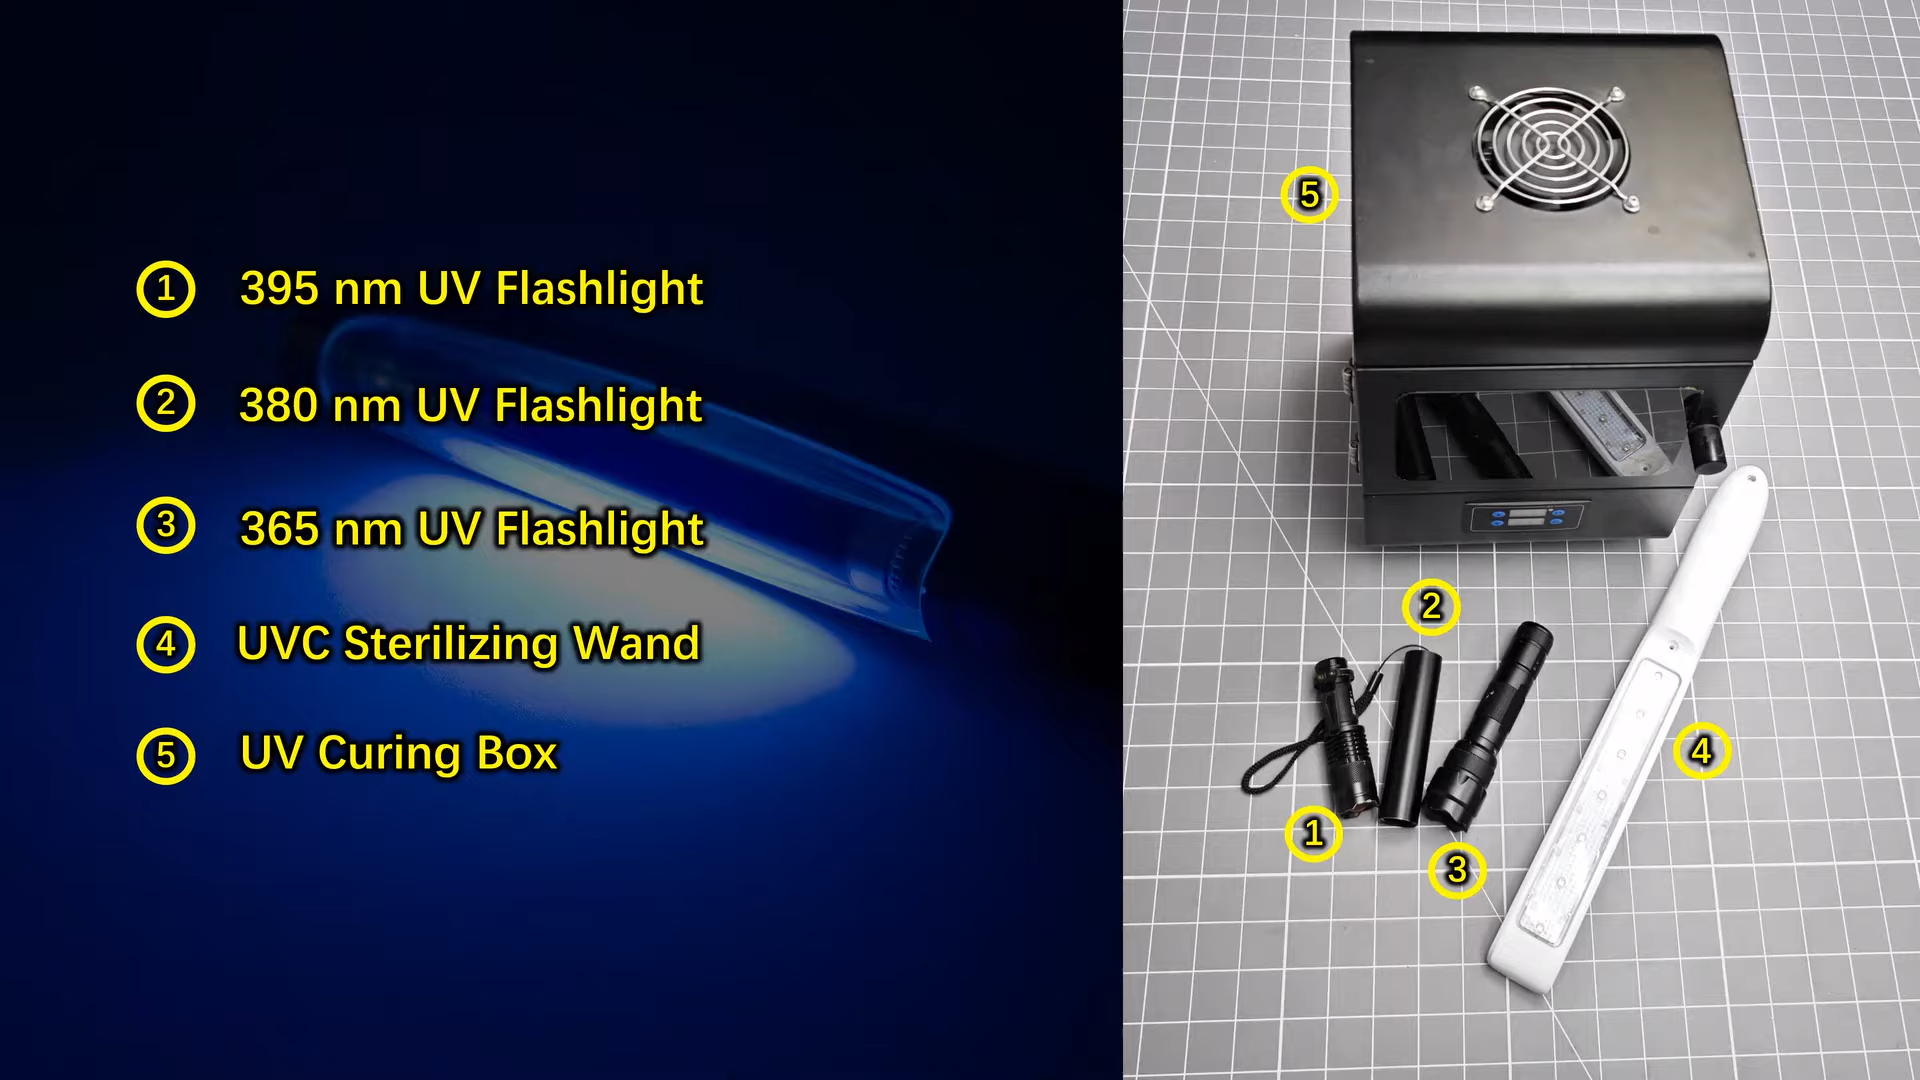 ① 395 nm UV Flashlight
② 380 nm UV Flashlight
③ 365 nm UV Flashlight
④ UVC Sterilizing Wand
⑤ UV Curing Box
5
2
4
1
3